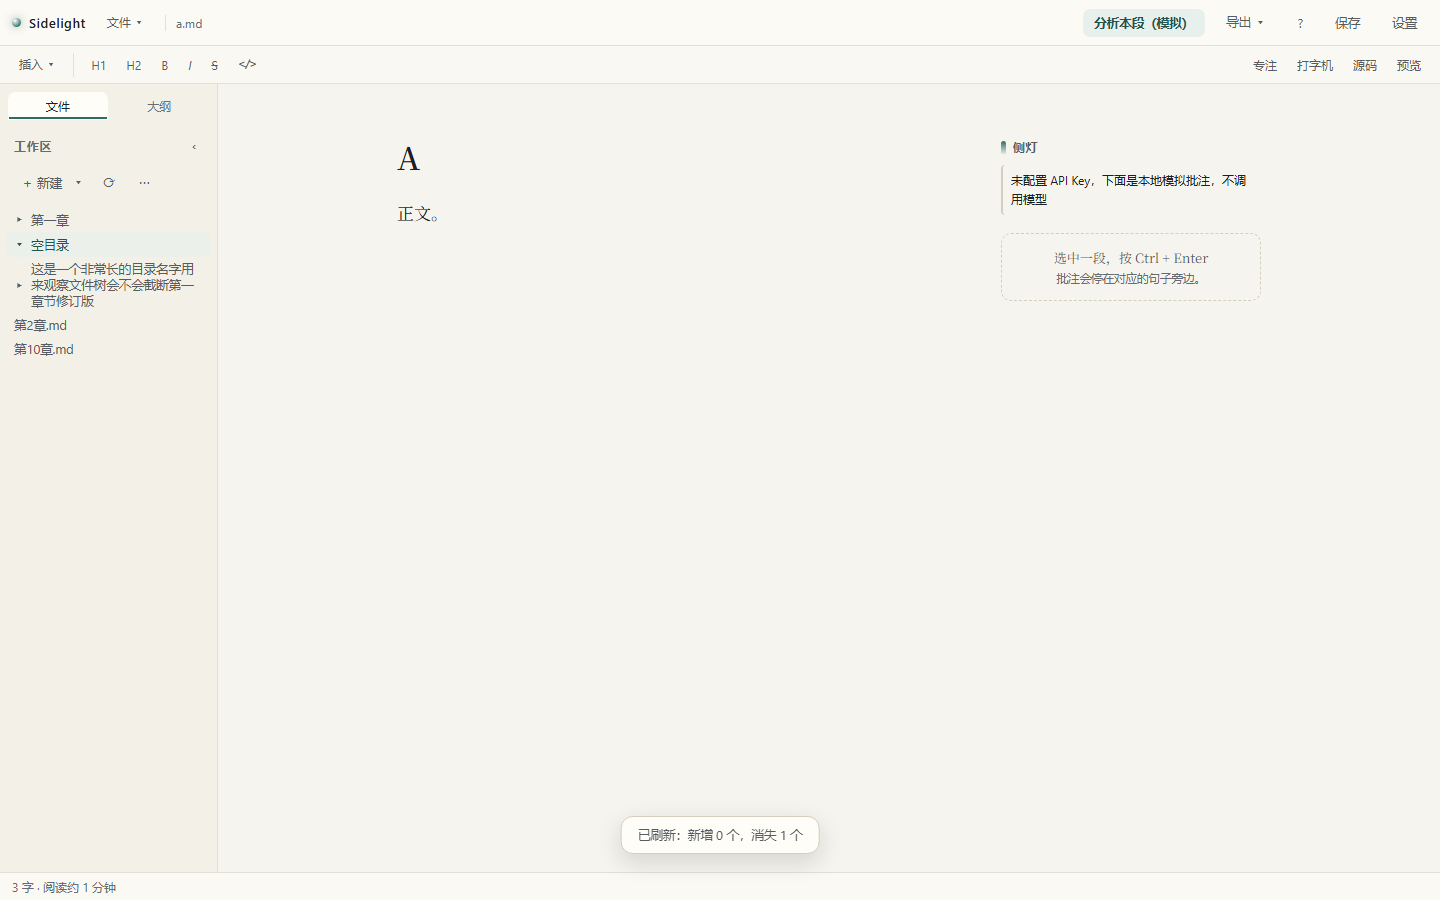 Sidelight 文件 a.md 分析本段（模拟） 导出 ? 保存 设置
插入 H1 H2 B I S </> 专注 打字机 源码 预览
文件 大纲
工作区
+ 新建 ...
第一章
空目录
这是一个非常长的目录名字用
来观察文件树会不会截断第一
章节修订版
第2章.md
第10章.md
A
正文。
侧灯
未配置 API Key，下面是本地模拟批注，不调
用模型
选中一段，按 Ctrl + Enter
批注会停在对应的句子旁边。
已刷新：新增 0 个，消失 1 个
3 字 · 阅读约 1 分钟